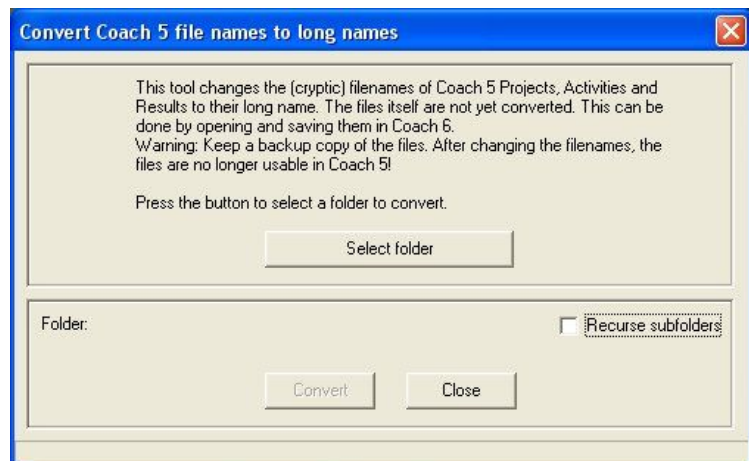 Convert Coach 5 file names to long names
This tool changes the (cryptic) filenames of Coach 5 Projects, Activities and
Results to their long name. The files itself are not yet converted. This can be
done by opening and saving them in Coach 6.
Warning: Keep a backup copy of the files. After changing the filenames, the
files are no longer usable in Coach 5!
Press the button to select a folder to convert.
Select folder
Folder:
Recurse subfolders
Convert
Close